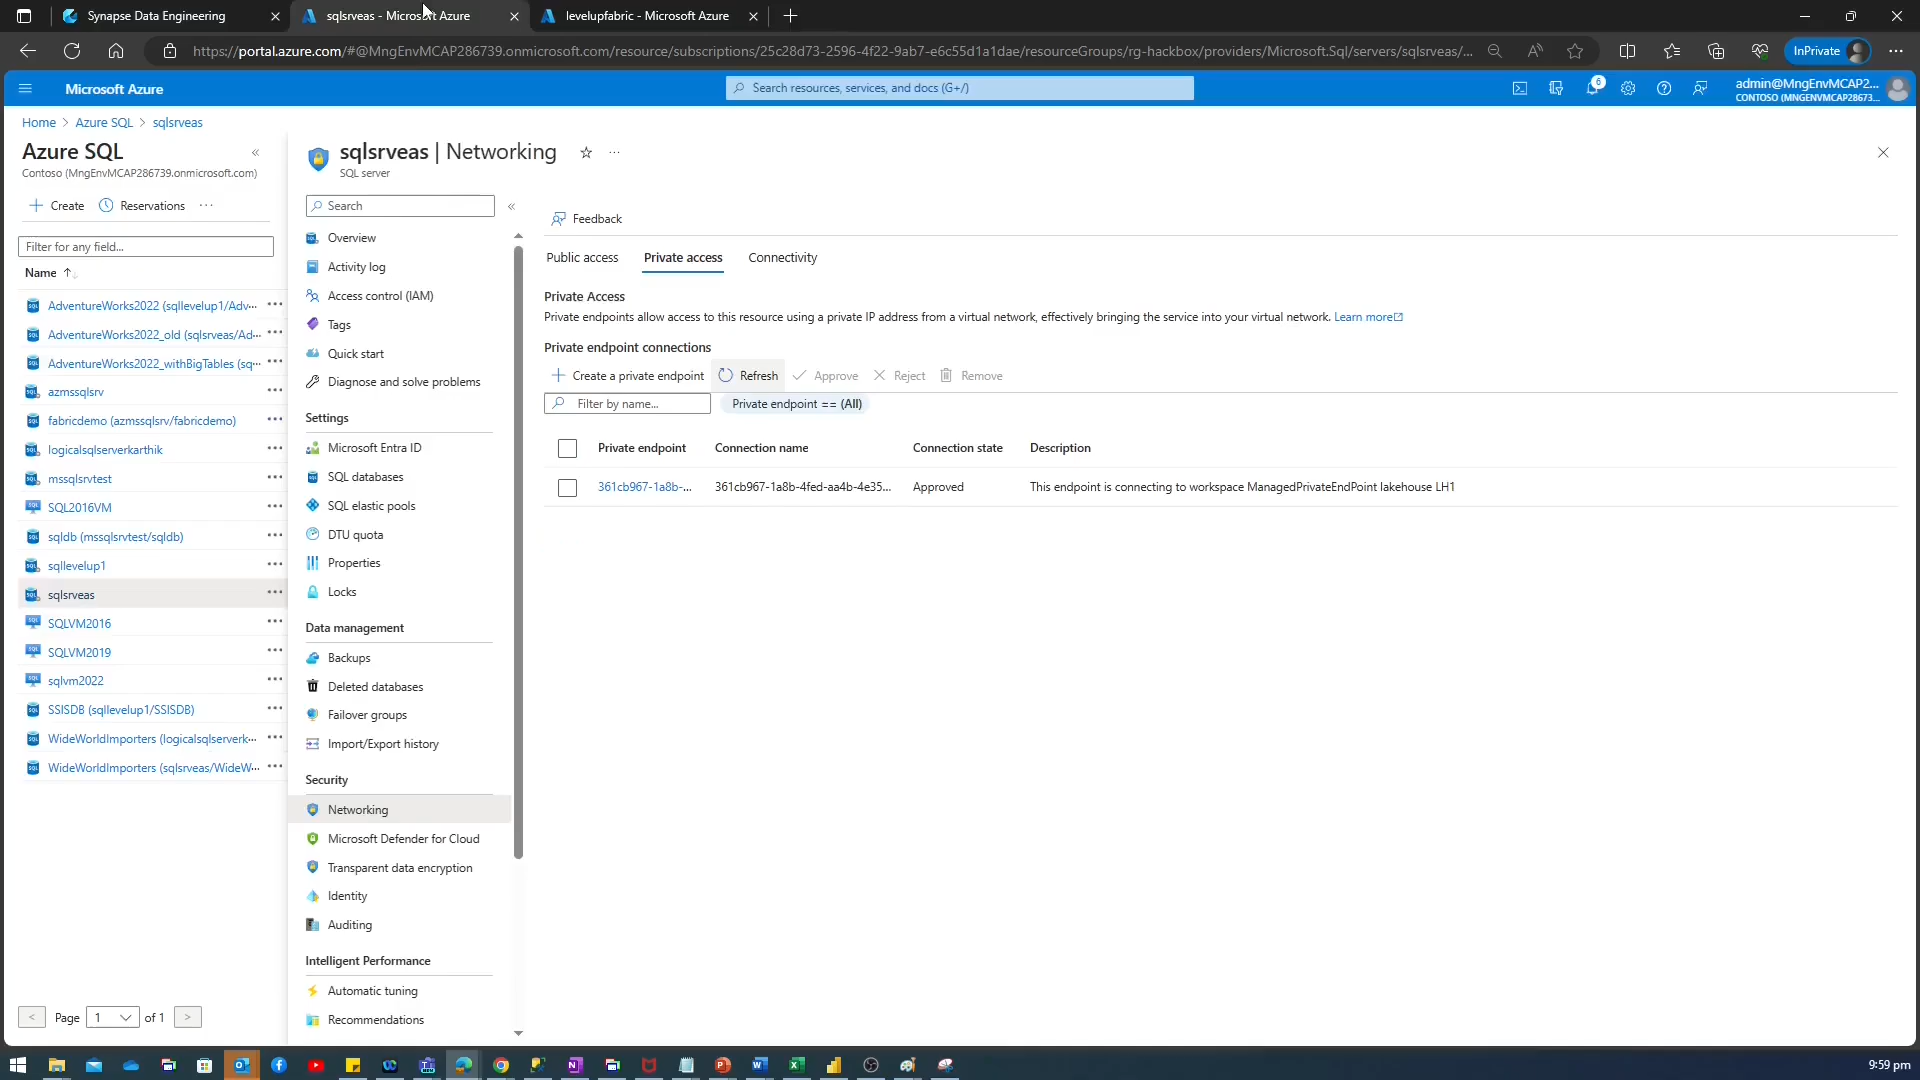 Synapse Data Engineering
sqlsrveas - Microsoft Azure
levelupfabric - Microsoft Azure
https://portal.azure.com/#@MngEnvMCAP286739.onmicrosoft.com/resource/subscriptions/25c28d73-2596-4f22-9ab7-e6c55d1a1dae/resourceGroups/rg-hackbox/providers/Microsoft.Sql/servers/sqlsrveas/...
InPrivate
Microsoft Azure
Search resources, services, and docs (G+/)
6
admin@MngEnvMCAP2...
CONTOSO (MNGENVMCAP28673...
Home > Azure SQL > sqlsrveas
Azure SQL
Contoso (MngEnvMCAP286739.onmicrosoft.com)
Create
Reservations
Filter for any field...
Name
AdventureWorks2022 (sqllevelup1/Adv...
AdventureWorks2022_old (sqlsrveas/Ad...
AdventureWorks2022_withBigTables (sq...
azmssqlsrv
fabricdemo (azmssqlsrv/fabricdemo)
logicalsqlserverkarthik
mssqlsrvtest
SQL2016VM
sqldb (mssqlsrvtest/sqldb)
sqllevelup1
sqlsrveas
SQLVM2016
SQLVM2019
sqlvm2022
SSISDB (sqllevelup1/SSISDB)
WideWorldImporters (logicalsqlserverk...
WideWorldImporters (sqlsrveas/WideW...
< Page 1 of 1 >
sqlsrveas | Networking
SQL server
Search
Overview
Activity log
Access control (IAM)
Tags
Quick start
Diagnose and solve problems
Settings
Microsoft Entra ID
SQL databases
SQL elastic pools
DTU quota
Properties
Locks
Data management
Backups
Deleted databases
Failover groups
Import/Export history
Security
Networking
Microsoft Defender for Cloud
Transparent data encryption
Identity
Auditing
Intelligent Performance
Automatic tuning
Recommendations
Feedback
Public access
Private access
Connectivity
Private Access
Private endpoints allow access to this resource using a private IP address from a virtual network, effectively bringing the service into your virtual network. Learn more
Private endpoint connections
Create a private endpoint
Refresh
Approve
Reject
Remove
Filter by name...
Private endpoint == (All)
Private endpoint Connection name Connection state Description
361cb967-1a8b-... 361cb967-1a8b-4fed-aa4b-4e35... Approved This endpoint is connecting to workspace ManagedPrivateEndPoint lakehouse LH1
9:59 pm